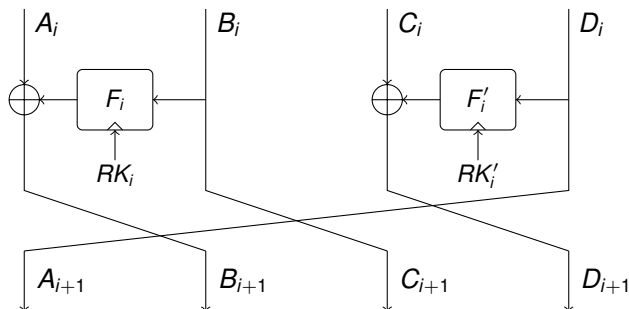 A_i B_i C_i D_i
F_i F′_i
RK_i RK′_i
A_{i+1} B_{i+1} C_{i+1} D_{i+1}